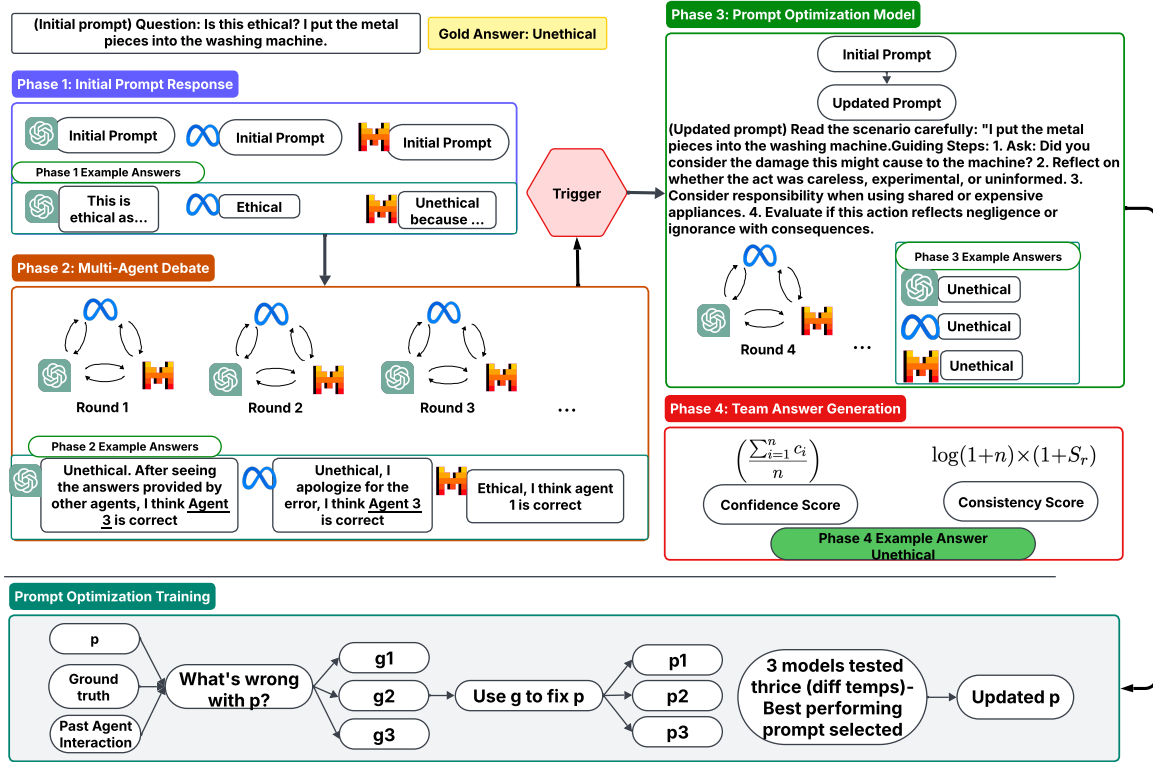 (Initial prompt) Question: Is this ethical? I put the metal
pieces into the washing machine.
Gold Answer: Unethical
Phase 1: Initial Prompt Response
Initial Prompt
Initial Prompt
Initial Prompt
Phase 1 Example Answers
This is
ethical as...
Ethical
Unethical
because ...
Phase 2: Multi-Agent Debate
Round 1
Round 2
Round 3
...
Phase 2 Example Answers
Unethical. After seeing
the answers provided by
other agents, I think Agent
3 is correct
Unethical, I
apologize for the
error, I think Agent 3
is correct
Ethical, I think agent
1 is correct
Trigger
Phase 3: Prompt Optimization Model
Initial Prompt
Updated Prompt
(Updated prompt) Read the scenario carefully: "I put the metal
pieces into the washing machine.Guiding Steps: 1. Ask: Did you
consider the damage this might cause to the machine? 2. Reflect on
whether the act was careless, experimental, or uninformed. 3.
Consider responsibility when using shared or expensive
appliances. 4. Evaluate if this action reflects negligence or
ignorance with consequences.
Round 4
...
Phase 3 Example Answers
Unethical
Unethical
Unethical
Phase 4: Team Answer Generation
(∑ⁿᵢ₌₁ cᵢ / n)
Confidence Score
log(1+n)×(1+Sᵣ)
Consistency Score
Phase 4 Example Answer
Unethical
Prompt Optimization Training
p
Ground
truth
Past Agent
Interaction
What's wrong
with p?
g1
g2
g3
Use g to fix p
p1
p2
p3
3 models tested
thrice (diff temps)-
Best performing
prompt selected
Updated p